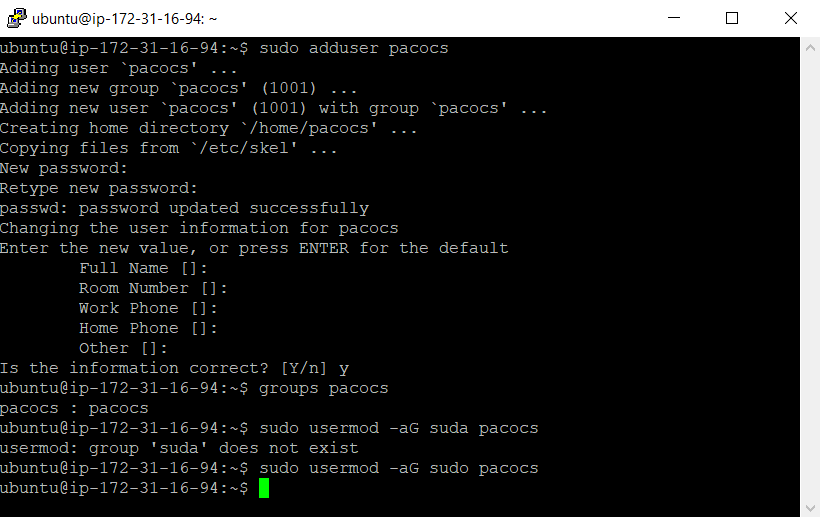 ubuntu@ip-172-31-16-94: ~
ubuntu@ip-172-31-16-94:~$ sudo adduser pacocs
Adding user `pacocs' ...
Adding new group `pacocs' (1001) ...
Adding new user `pacocs' (1001) with group `pacocs' ...
Creating home directory `/home/pacocs' ...
Copying files from `/etc/skel' ...
New password:
Retype new password:
passwd: password updated successfully
Changing the user information for pacocs
Enter the new value, or press ENTER for the default
        Full Name []:
        Room Number []:
        Work Phone []:
        Home Phone []:
        Other []:
Is the information correct? [Y/n] y
ubuntu@ip-172-31-16-94:~$ groups pacocs
pacocs : pacocs
ubuntu@ip-172-31-16-94:~$ sudo usermod -aG suda pacocs
usermod: group 'suda' does not exist
ubuntu@ip-172-31-16-94:~$ sudo usermod -aG sudo pacocs
ubuntu@ip-172-31-16-94:~$